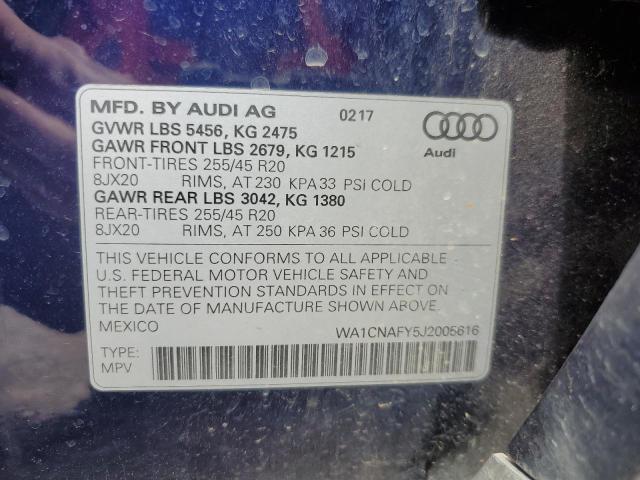 MFD. BY AUDI AG 0217
GVWR LBS 5456, KG 2475
GAWR FRONT LBS 2679, KG 1215
Audi
FRONT-TIRES 255/45 R20
8JX20 RIMS, AT 230 KPA 33 PSI COLD
GAWR REAR LBS 3042, KG 1380
REAR-TIRES 255/45 R20
8JX20 RIMS, AT 250 KPA 36 PSI COLD
THIS VEHICLE CONFORMS TO ALL APPLICABLE
U.S. FEDERAL MOTOR VEHICLE SAFETY AND
THEFT PREVENTION STANDARDS IN EFFECT ON
THE DATE OF MANUFACTURE SHOWN ABOVE.
MEXICO WA1CNAFY5J2005616
TYPE:
MPV